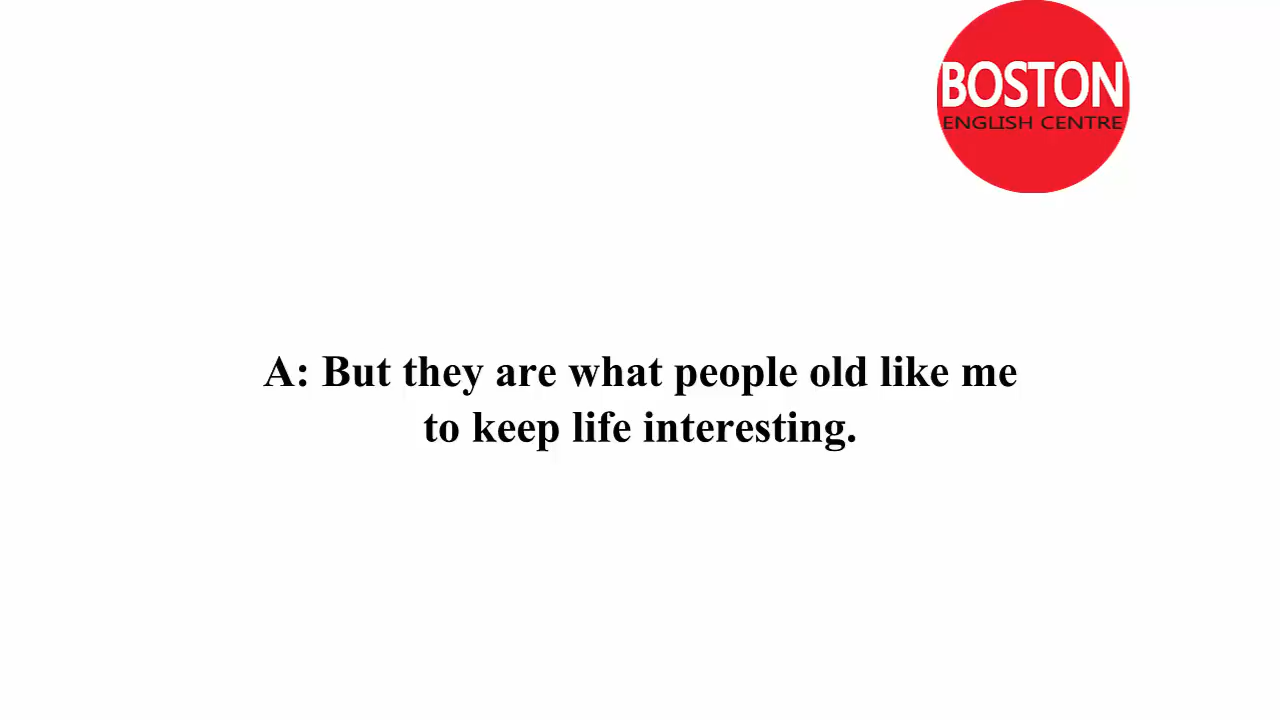 BOSTON
ENGLISH CENTRE
A: But they are what people old like me
to keep life interesting.